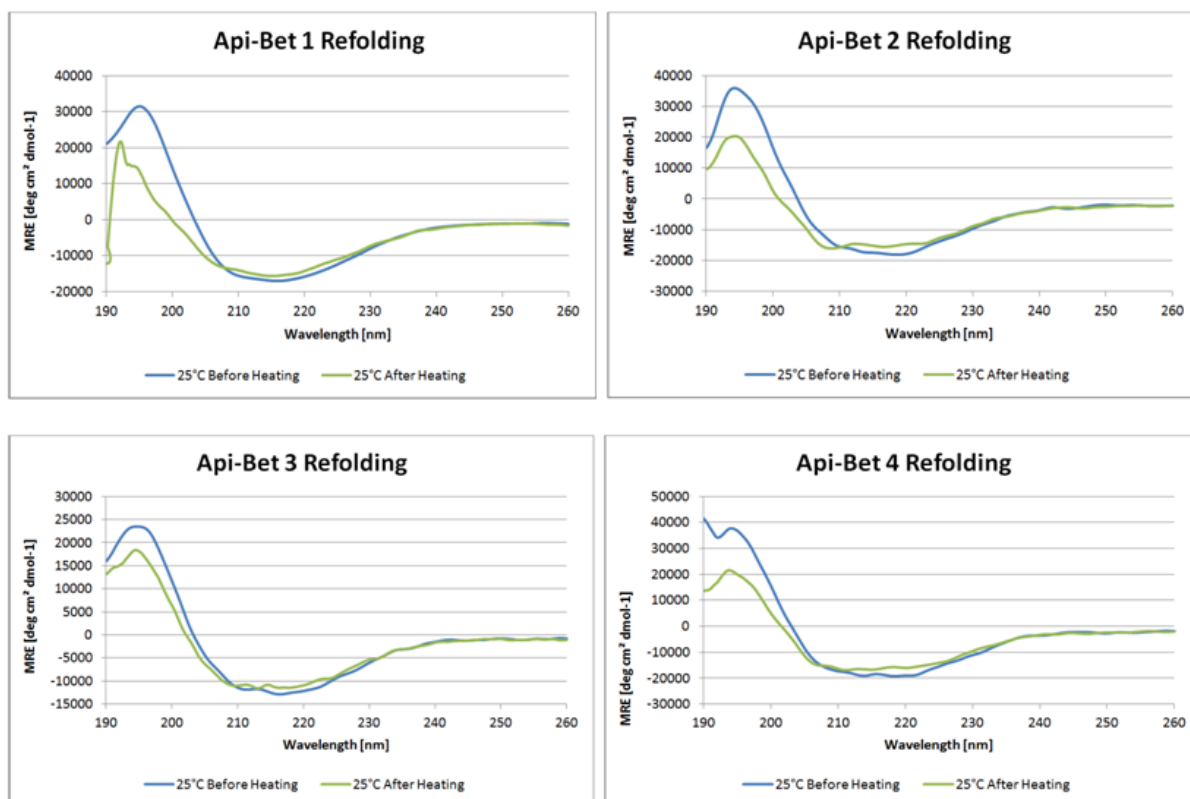 Api-Bet 1 Refolding
MRE [deg cm² dmol-1]
40000
30000
20000
10000
0
-10000
-20000
190 200 210 220 230 240 250 260
Wavelength [nm]
25°C Before Heating 25°C After Heating
Api-Bet 2 Refolding
MRE [deg cm² dmol-1]
40000
30000
20000
10000
0
-10000
-20000
-30000
190 200 210 220 230 240 250 260
Wavelength [nm]
25°C Before Heating 25°C After Heating
Api-Bet 3 Refolding
MRE [deg cm² dmol-1]
30000
25000
20000
15000
10000
5000
0
-5000
-10000
-15000
190 200 210 220 230 240 250 260
Wavelength [nm]
25°C Before Heating 25°C After Heating
Api-Bet 4 Refolding
MRE [deg cm² dmol-1]
50000
40000
30000
20000
10000
0
-10000
-20000
-30000
190 200 210 220 230 240 250 260
Wavelength [nm]
25°C Before Heating 25°C After Heating